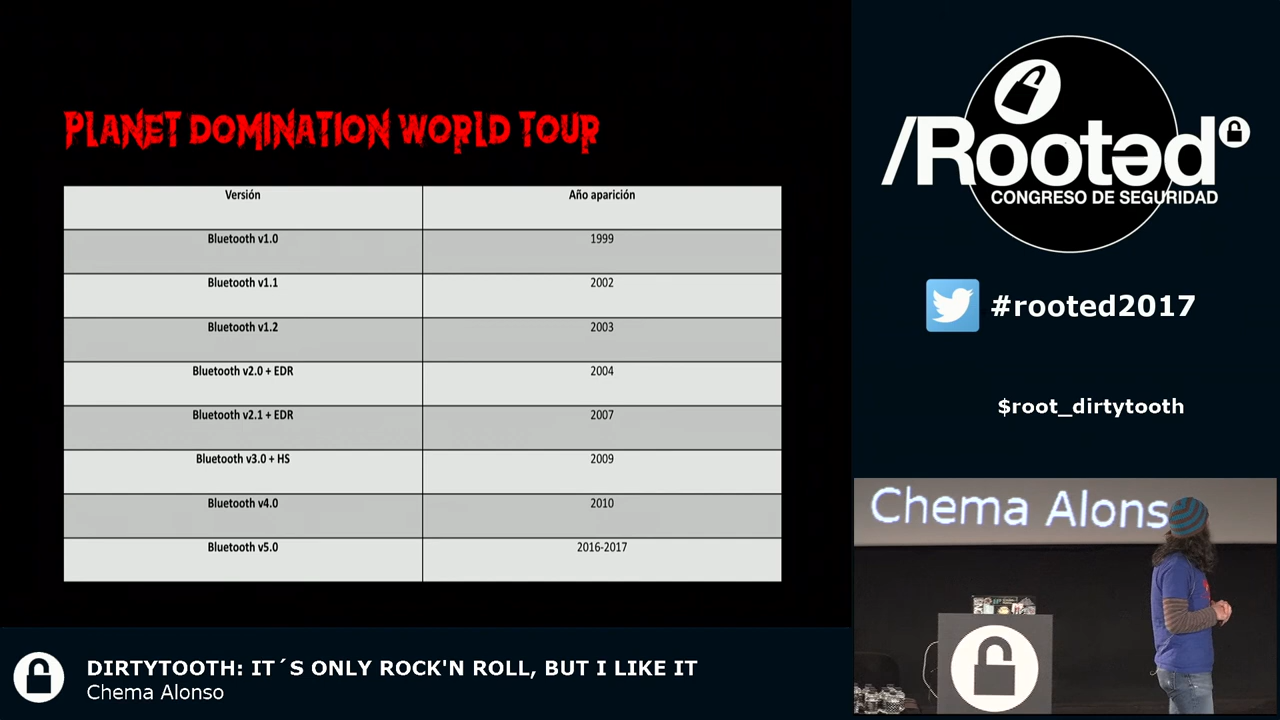 PLANET DOMINATION WORLD TOUR
Versión Año aparición
Bluetooth v1.0 1999
Bluetooth v1.1 2002
Bluetooth v1.2 2003
Bluetooth v2.0 + EDR 2004
Bluetooth v2.1 + EDR 2007
Bluetooth v3.0 + HS 2009
Bluetooth v4.0 2010
Bluetooth v5.0 2016-2017
/Rooted
CONGRESO DE SEGURIDAD
#rooted2017
$root_dirtytooth
Chema Alons
DIRTYTOOTH: IT´S ONLY ROCK'N ROLL, BUT I LIKE IT
Chema Alonso